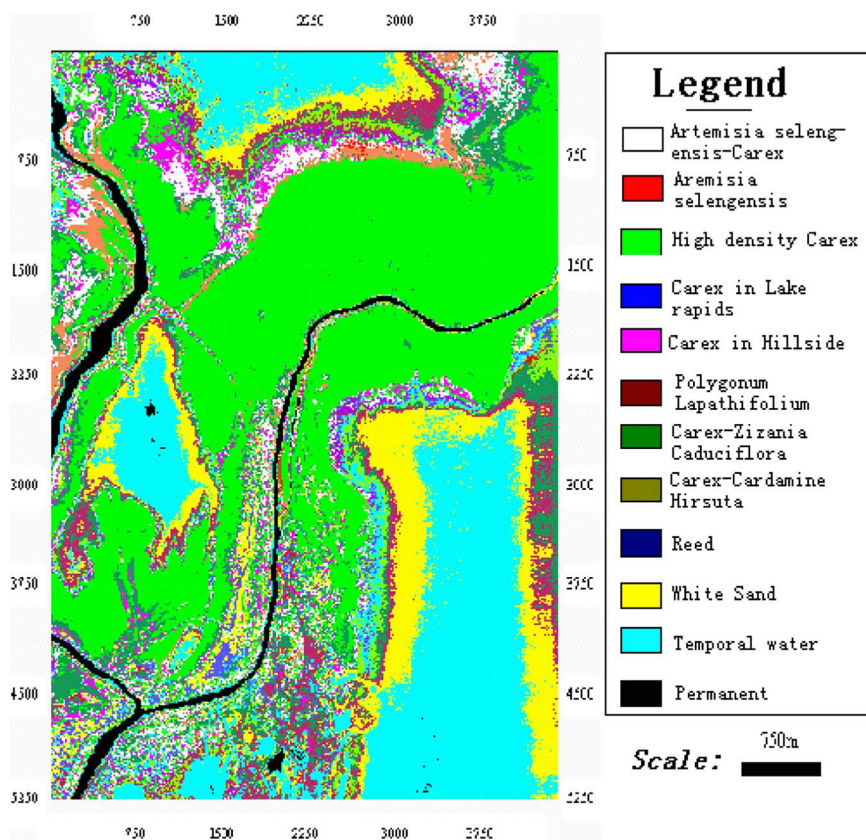 750 1500 2250 3000 3750
Legend
Artemisia seleng-
ensis-Carex
Aremisia
selengensis
High density Carex
Carex in Lake
rapids
Carex in Hillside
Polygonum
Lapathifolium
Carex-Zizania
Caduciflora
Carex-Cardamine
Hirsuta
Reed
White Sand
Temporal water
Permanent
750 750
1500 1500
2250
3000 3000
3750 3750
4500 4500
Scale: 750m
750 1500 2250 3000 3750